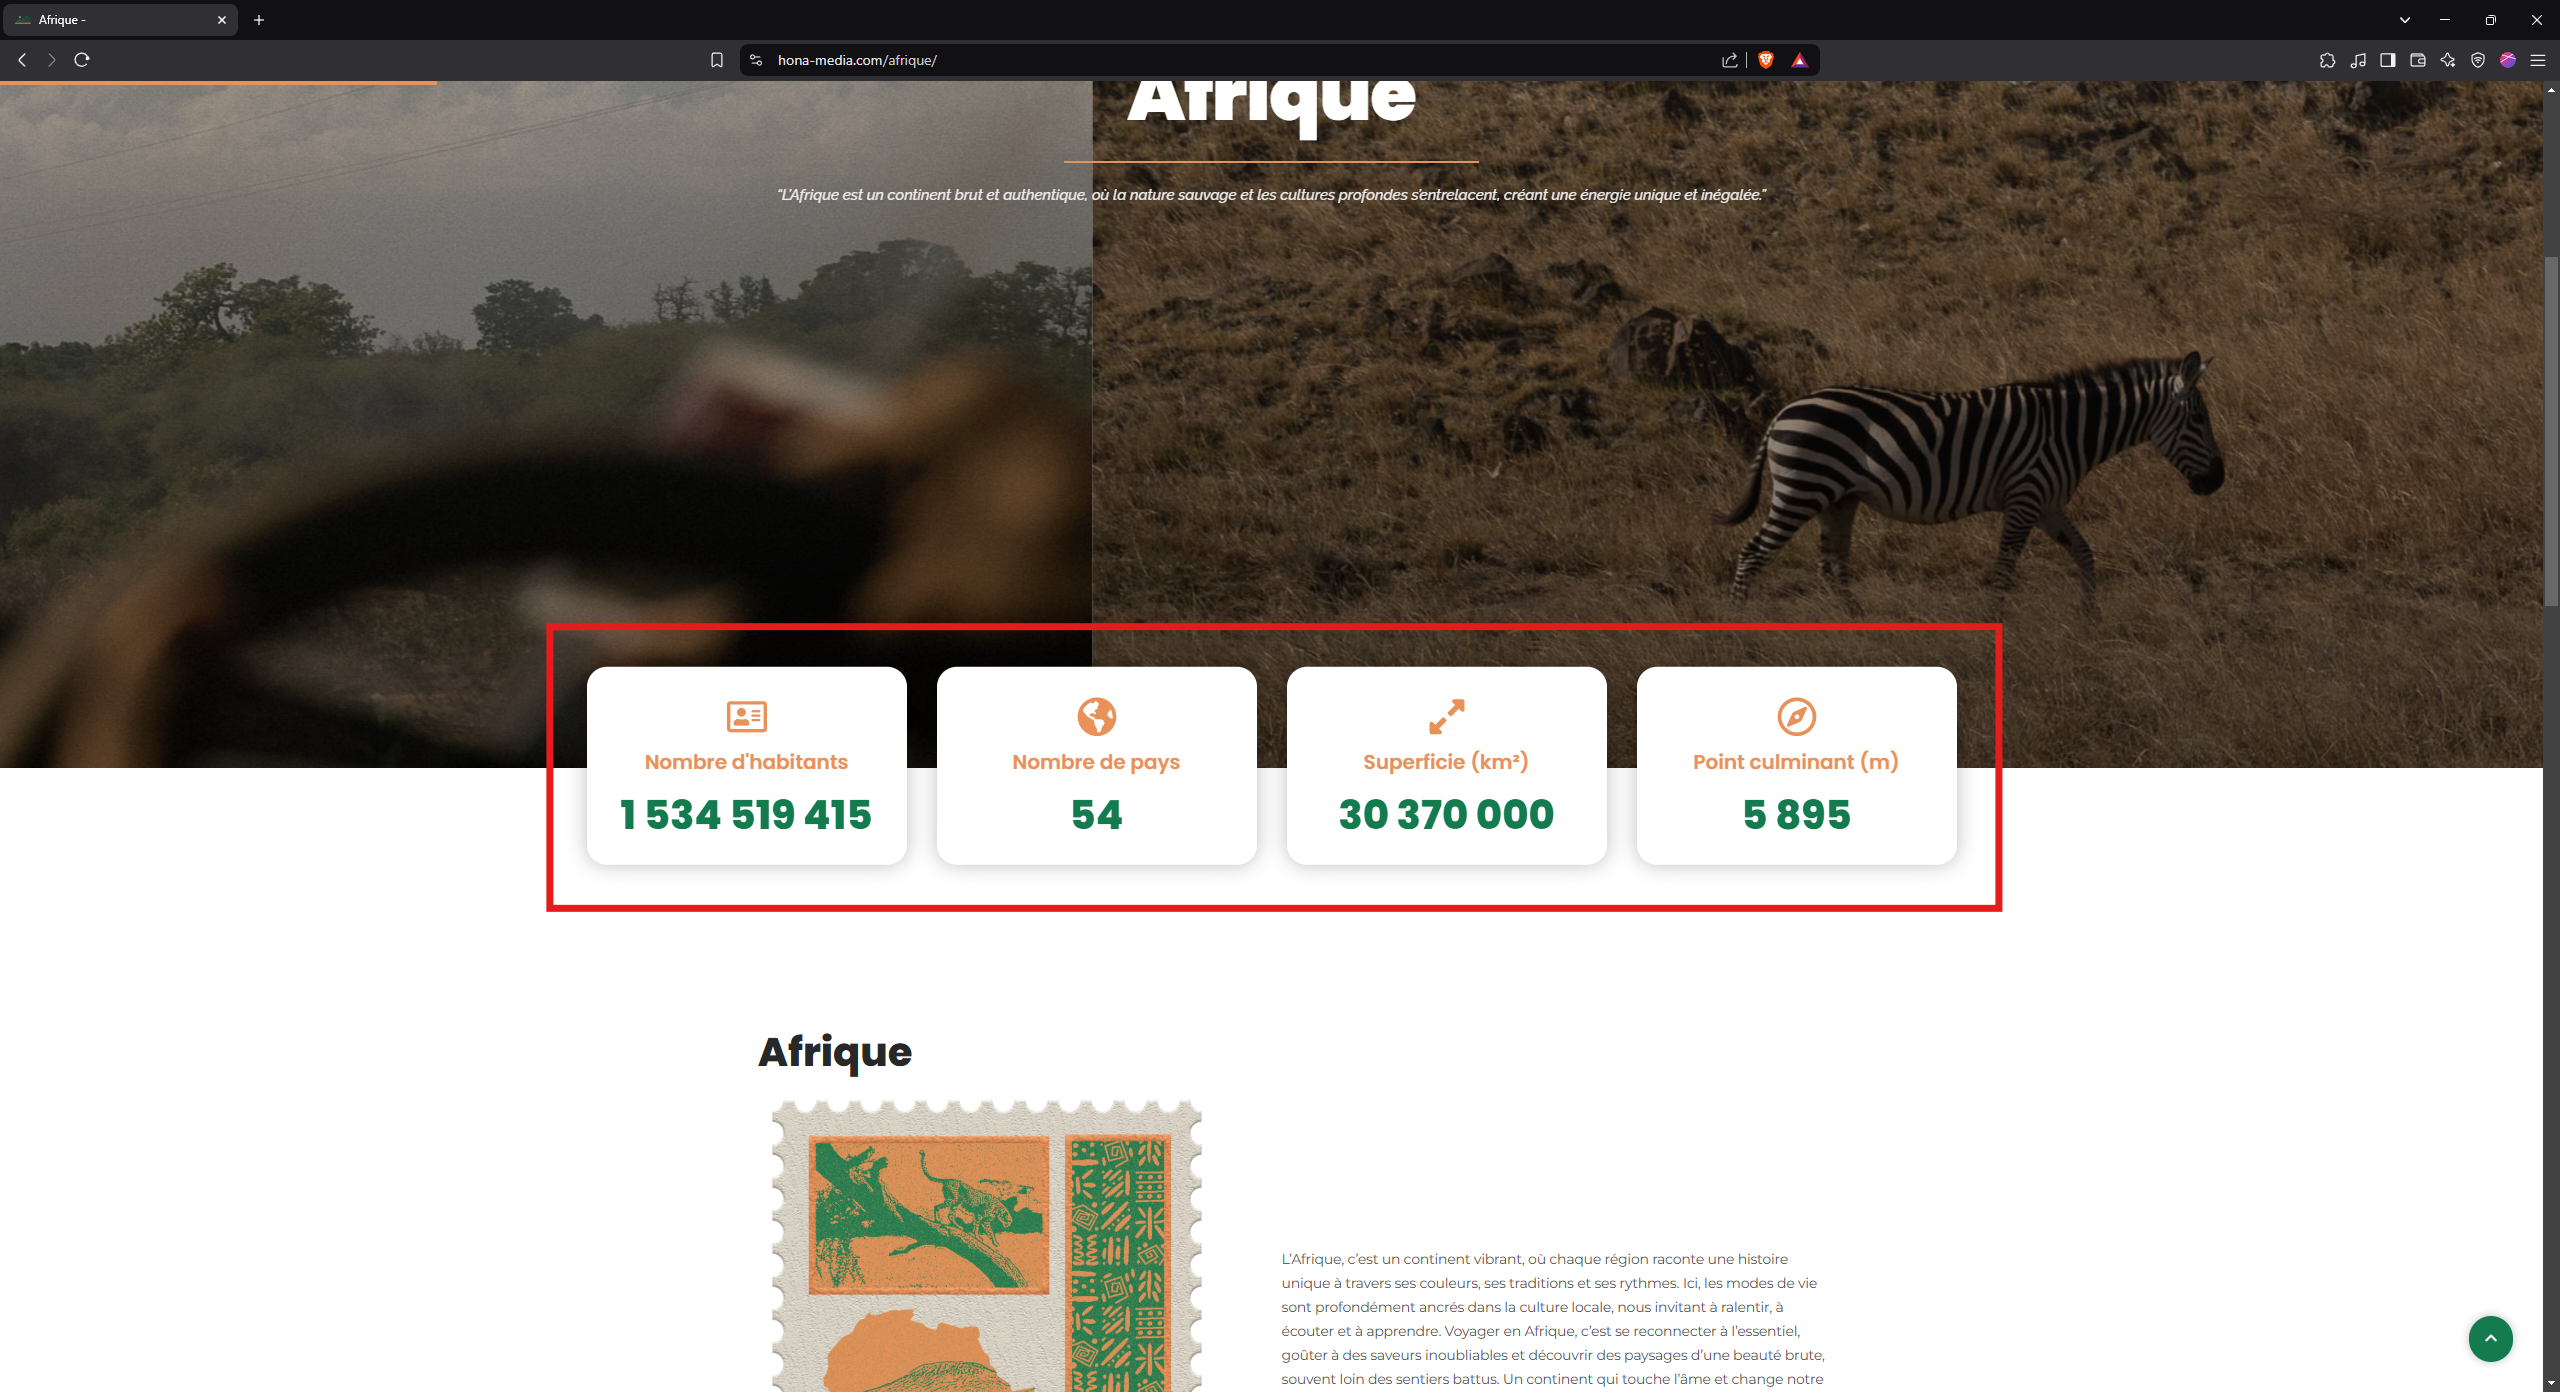 Afrique -
hona-media.com/afrique/
Afrique
"L'Afrique est un continent brut et authentique, où la nature sauvage et les cultures profondes s'entrelacent, créant une énergie unique et inégalée."
Nombre d'habitants
1 534 519 415
Nombre de pays
54
Superficie (km²)
30 370 000
Point culminant (m)
5 895
Afrique
L'Afrique, c'est un continent vibrant, où chaque région raconte une histoire
unique à travers ses couleurs, ses traditions et ses rythmes. Ici, les modes de vie
sont profondément ancrés dans la culture locale, nous invitant à ralentir, à
écouter et à apprendre. Voyager en Afrique, c'est se reconnecter à l'essentiel,
goûter à des saveurs inoubliables et découvrir des paysages d'une beauté brute,
souvent loin des sentiers battus. Un continent qui touche l'âme et change notre